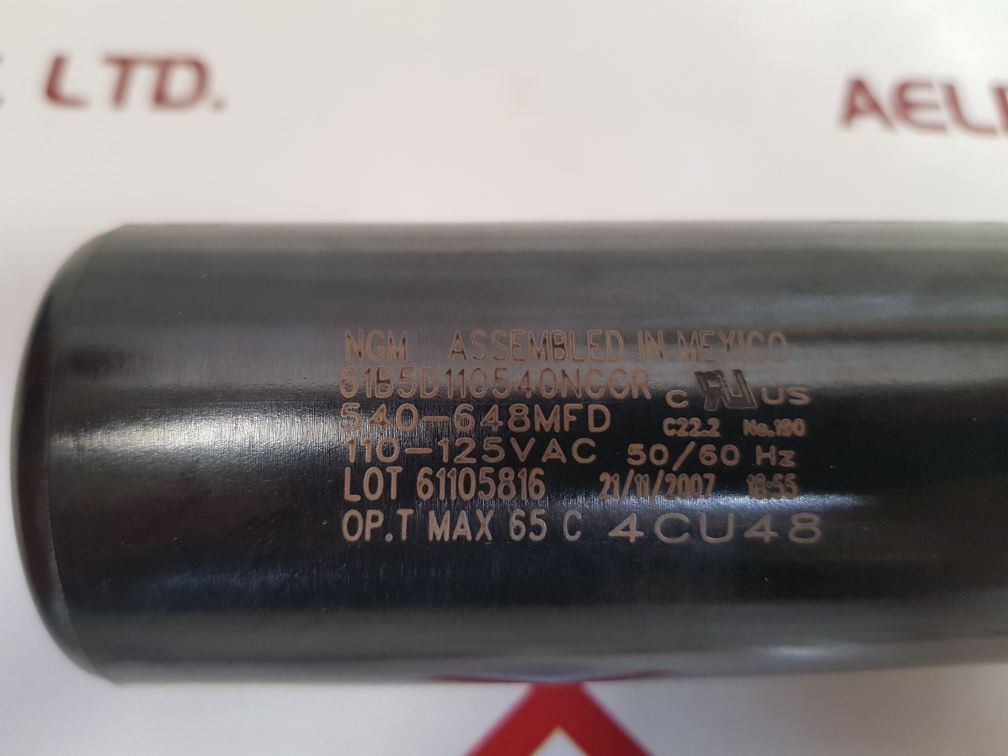 LTD.
NGM ASSEMBLED IN MEXICO
61B5D110540NCGR
C UR US
540-648MFD
C22.2 No.190
110-125VAC 50/60 Hz
LOT 61105816 21/11/2007 18:55
OP.T MAX 65 C 4CU48